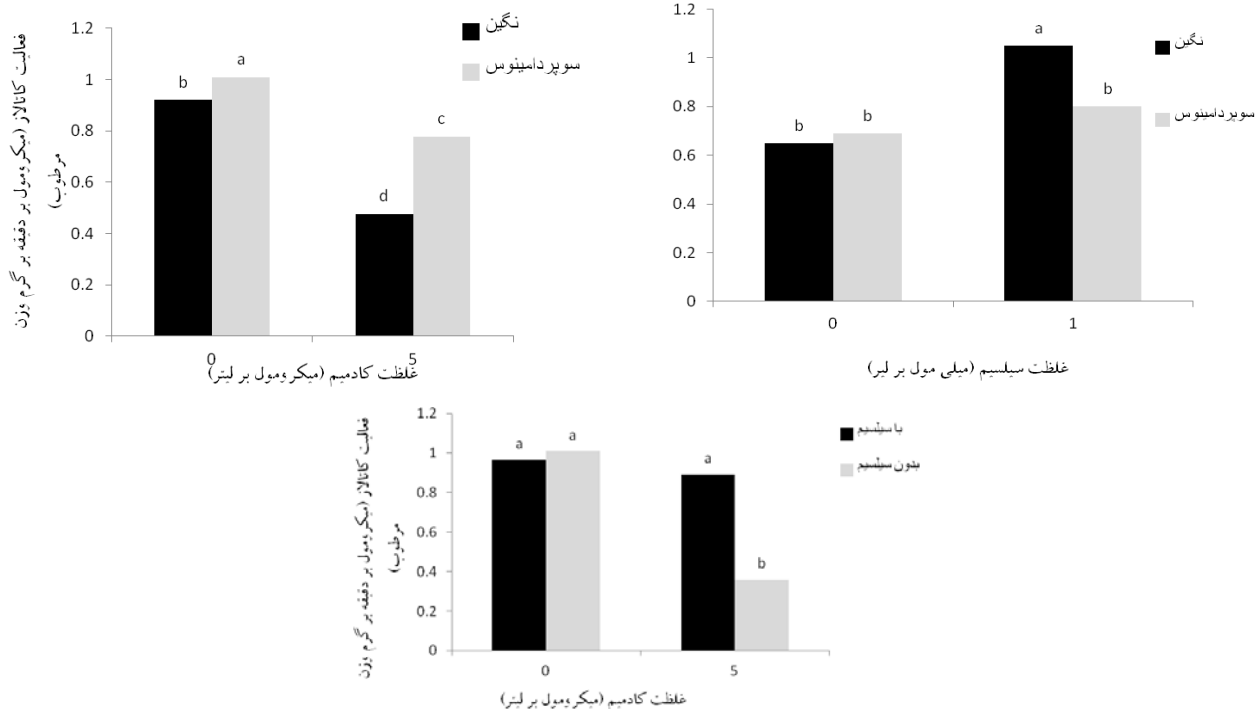 فعالیت کاتالاز (میکرومول بر دقیقه بر گرم وزن
مرطوب)
1.2
1
0.8
0.6
0.4
0.2
0
b
a
d
c
نگین
سوپردامینوس
0
5
غلظت کادمیم (میکرومول بر لیتر)
1.2
1
0.8
0.6
0.4
0.2
0
b
b
a
b
نگین
سوپردامینوس
0
1
غلظت سیلسیم (میلی مول بر لیر)
فعالیت کاتالاز (میکرومول بر دقیقه بر گرم وزن
مرطوب)
1.2
1
0.8
0.6
0.4
0.2
0
a
a
a
b
با سیلسیم
بدون سیلسیم
0
5
غلظت کادمیم (میکرومول بر لیتر)